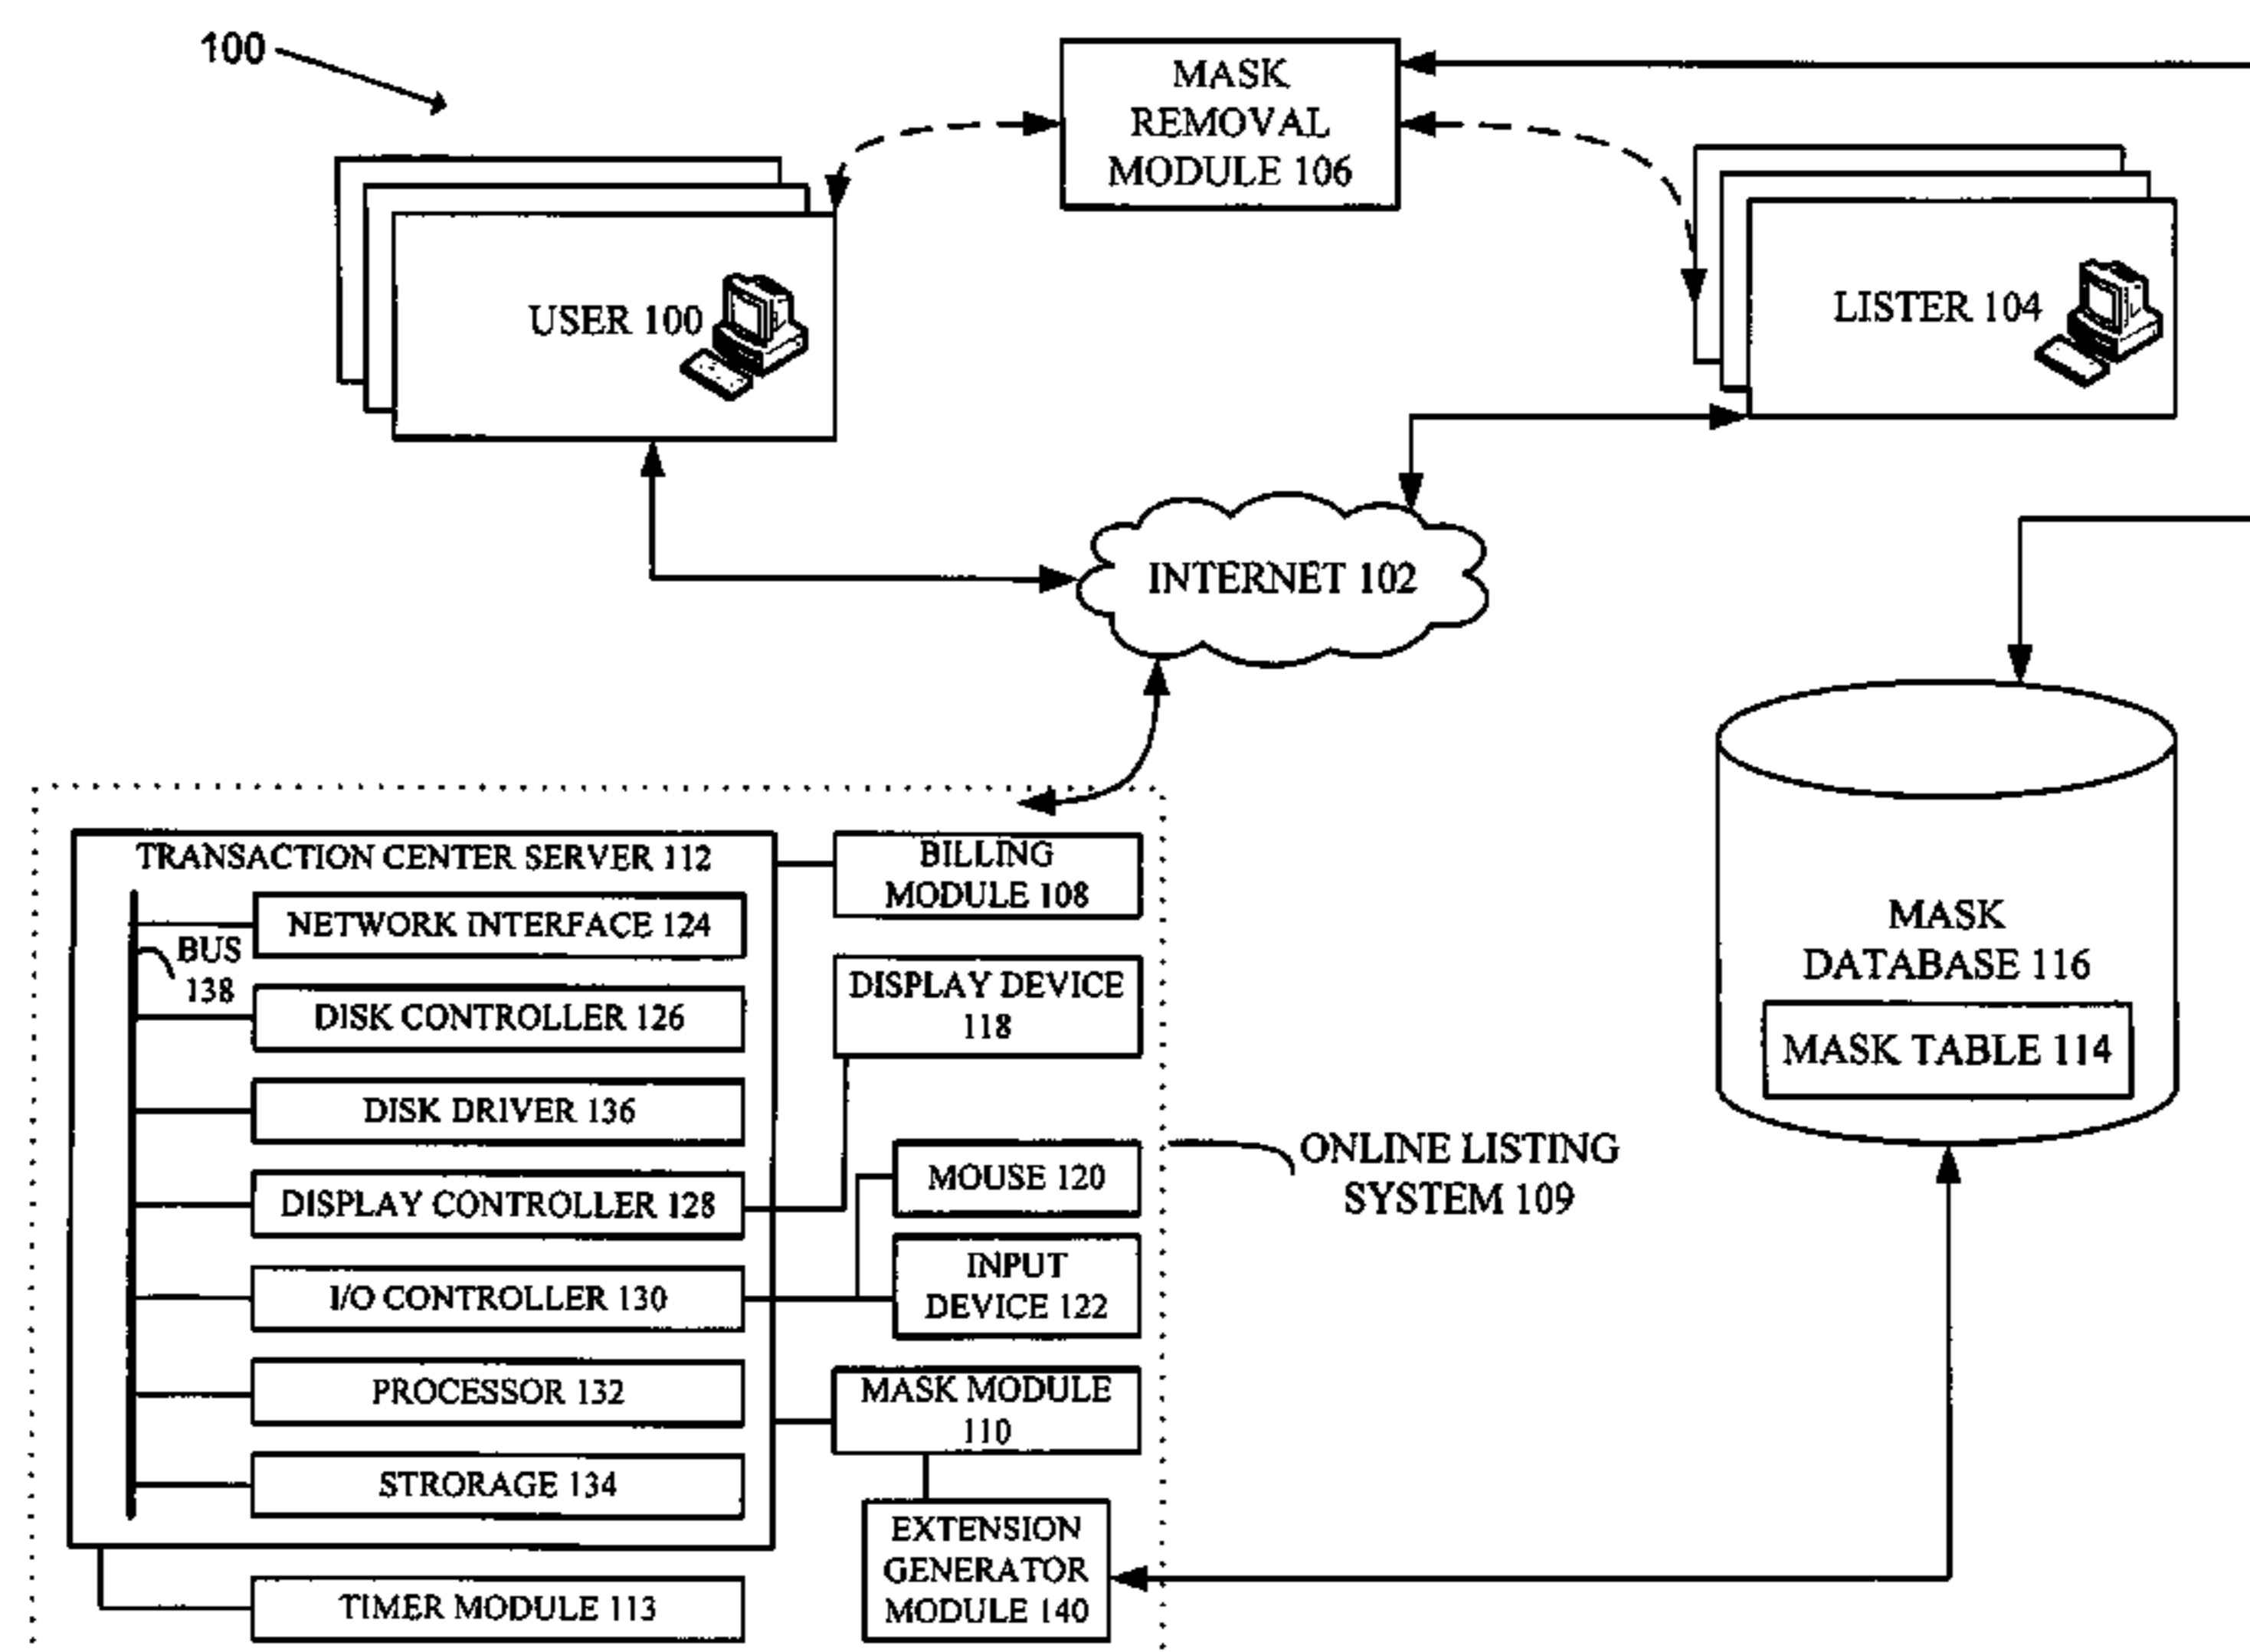 100
MASK
REMOVAL
MODULE 106
USER 100
LISTER 104
INTERNET 102
TRANSACTION CENTER SERVER 112
NETWORK INTERFACE 124
BUS
138
DISK CONTROLLER 126
DISK DRIVER 136
DISPLAY CONTROLLER 128
I/O CONTROLLER 130
PROCESSOR 132
STRORAGE 134
TIMER MODULE 113
BILLING
MODULE 108
DISPLAY DEVICE
118
MOUSE 120
INPUT
DEVICE 122
MASK MODULE
110
EXTENSION
GENERATOR
MODULE 140
ONLINE LISTING
SYSTEM 109
MASK
DATABASE 116
MASK TABLE 114